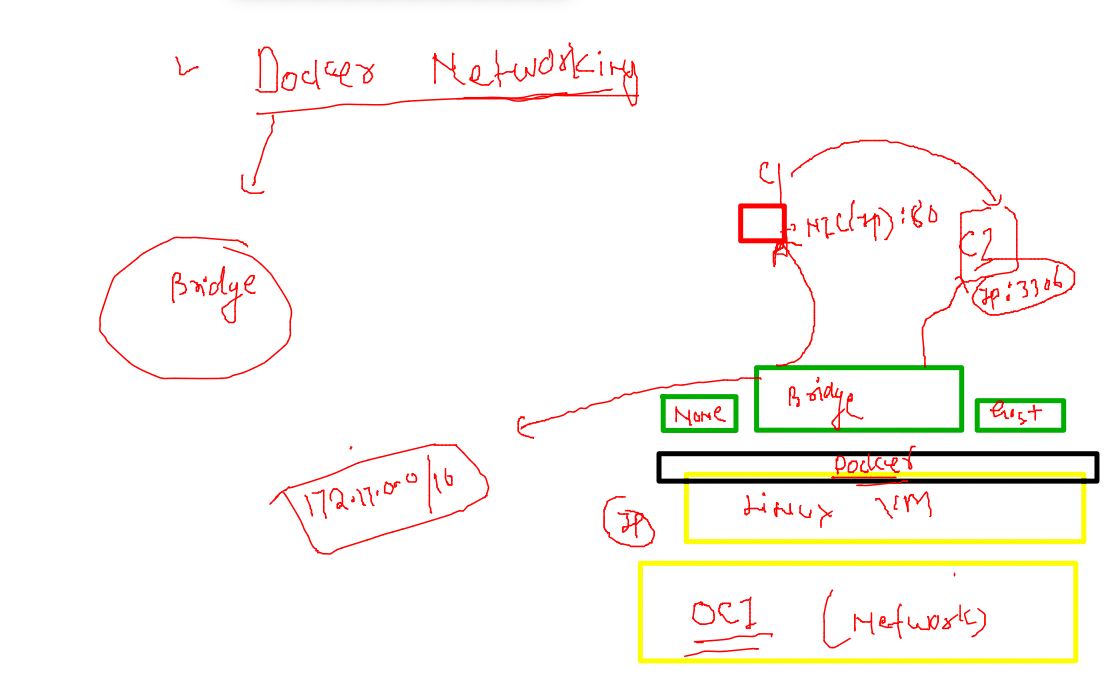 Docker Networking
Bridge
C1
NIC(Ip):80
C2
Ip:3306
Bridge
None
Host
172.17.0.0/16
Docker
Linux VM
Ip
OCI (Network)